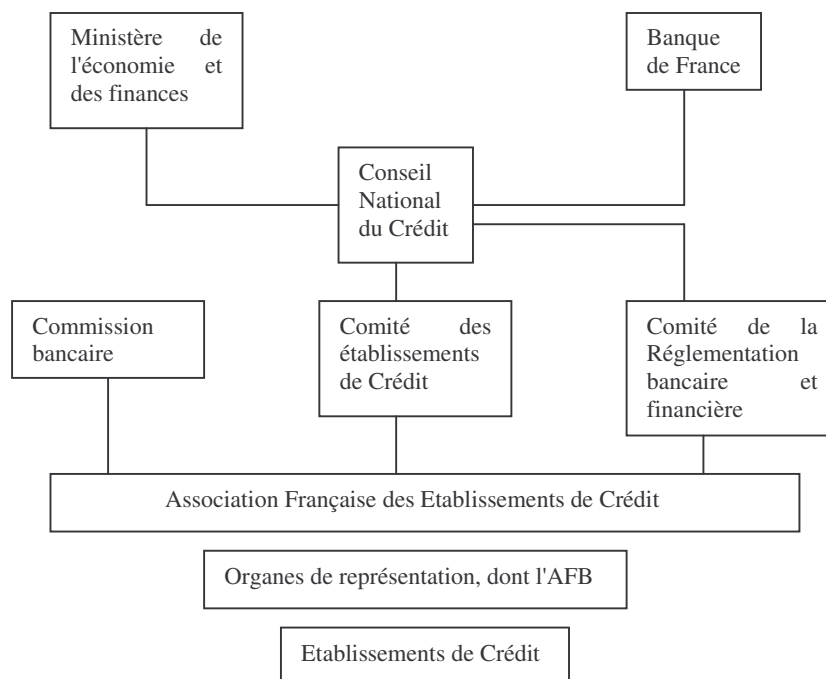 Ministère de
l'économie et
des finances
Banque
de France
Conseil
National
du Crédit
Commission
bancaire
Comité des
établissements
de Crédit
Comité de la
Réglementation
bancaire et
financière
Association Française des Etablissements de Crédit
Organes de représentation, dont l'AFB
Etablissements de Crédit